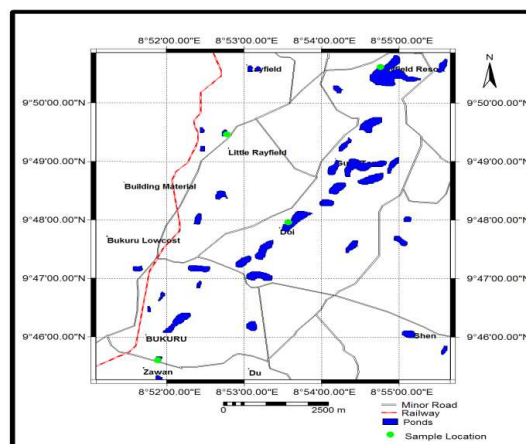 8°52'00.00"E 8°53'00.00"E 8°54'00.00"E 8°55'00.00"E
N
9°50'00.00"N 9°50'00.00"N
Little Rayfield
9°49'00.00"N 9°49'00.00"N
Building Material
9°48'00.00"N 9°48'00.00"N
Doi
Bukuru Lowcost
9°47'00.00"N 9°47'00.00"N
9°46'00.00"N 9°46'00.00"N
BUKURU
Shen
Zawan
Du
8°52'00.00"E 8°53'00.00"E 8°54'00.00"E 8°55'00.00"E
0 2500 m
Minor Road
Railway
Ponds
Sample Location